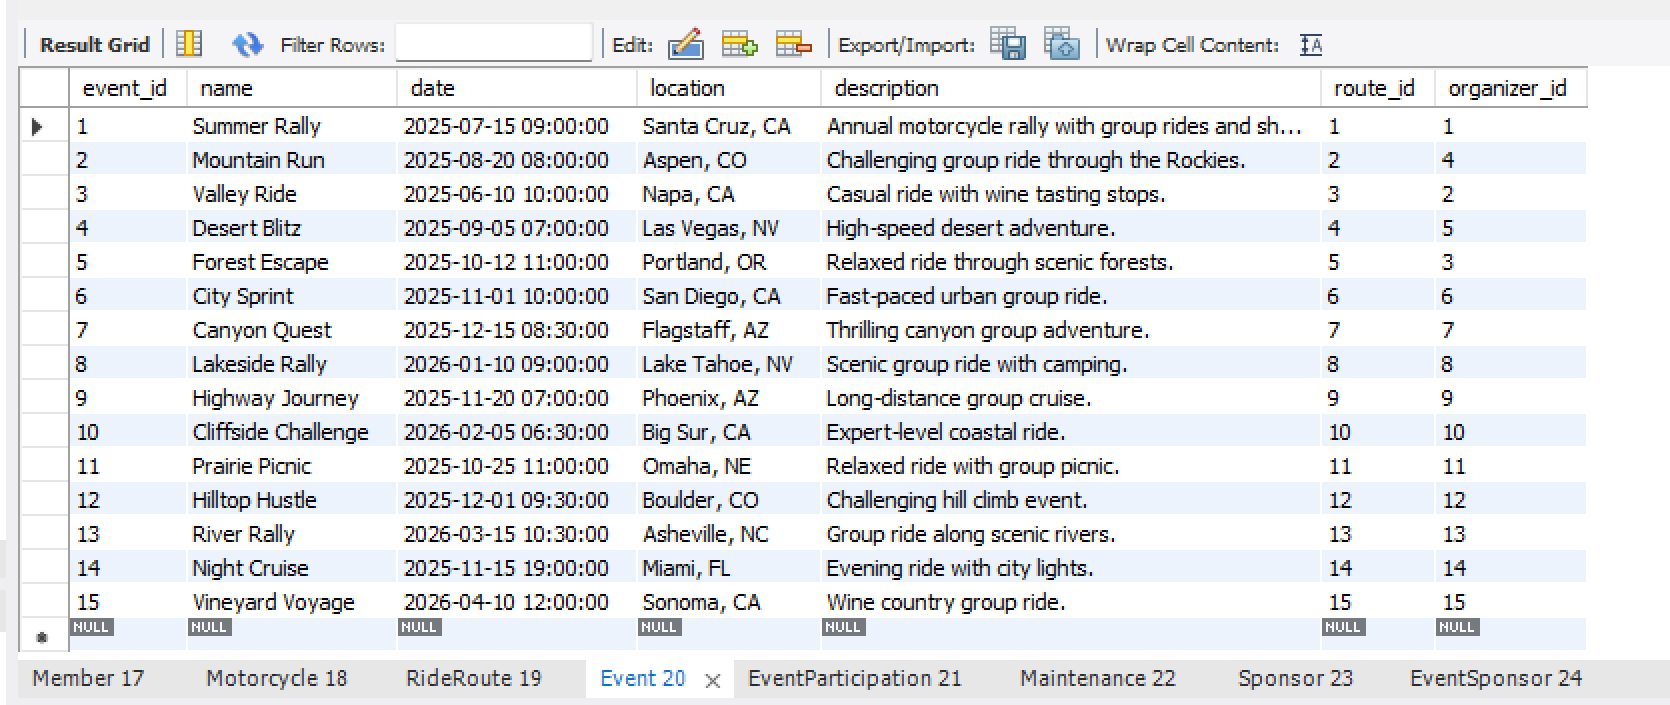 Result Grid Filter Rows: Edit: Export/Import: Wrap Cell Content: IA
event_id name date location description route_id organizer_id
1 Summer Rally 2025-07-15 09:00:00 Santa Cruz, CA Annual motorcycle rally with group rides and sh... 1 1
2 Mountain Run 2025-08-20 08:00:00 Aspen, CO Challenging group ride through the Rockies. 2 4
3 Valley Ride 2025-06-10 10:00:00 Napa, CA Casual ride with wine tasting stops. 3 2
4 Desert Blitz 2025-09-05 07:00:00 Las Vegas, NV High-speed desert adventure. 4 5
5 Forest Escape 2025-10-12 11:00:00 Portland, OR Relaxed ride through scenic forests. 5 3
6 City Sprint 2025-11-01 10:00:00 San Diego, CA Fast-paced urban group ride. 6 6
7 Canyon Quest 2025-12-15 08:30:00 Flagstaff, AZ Thrilling canyon group adventure. 7 7
8 Lakeside Rally 2026-01-10 09:00:00 Lake Tahoe, NV Scenic group ride with camping. 8 8
9 Highway Journey 2025-11-20 07:00:00 Phoenix, AZ Long-distance group cruise. 9 9
10 Cliffside Challenge 2026-02-05 06:30:00 Big Sur, CA Expert-level coastal ride. 10 10
11 Prairie Picnic 2025-10-25 11:00:00 Omaha, NE Relaxed ride with group picnic. 11 11
12 Hilltop Hustle 2025-12-01 09:30:00 Boulder, CO Challenging hill climb event. 12 12
13 River Rally 2026-03-15 10:30:00 Asheville, NC Group ride along scenic rivers. 13 13
14 Night Cruise 2025-11-15 19:00:00 Miami, FL Evening ride with city lights. 14 14
15 Vineyard Voyage 2026-04-10 12:00:00 Sonoma, CA Wine country group ride. 15 15
NULL NULL NULL NULL NULL NULL NULL
Member 17 Motorcycle 18 RideRoute 19 Event 20 EventParticipation 21 Maintenance 22 Sponsor 23 EventSponsor 24